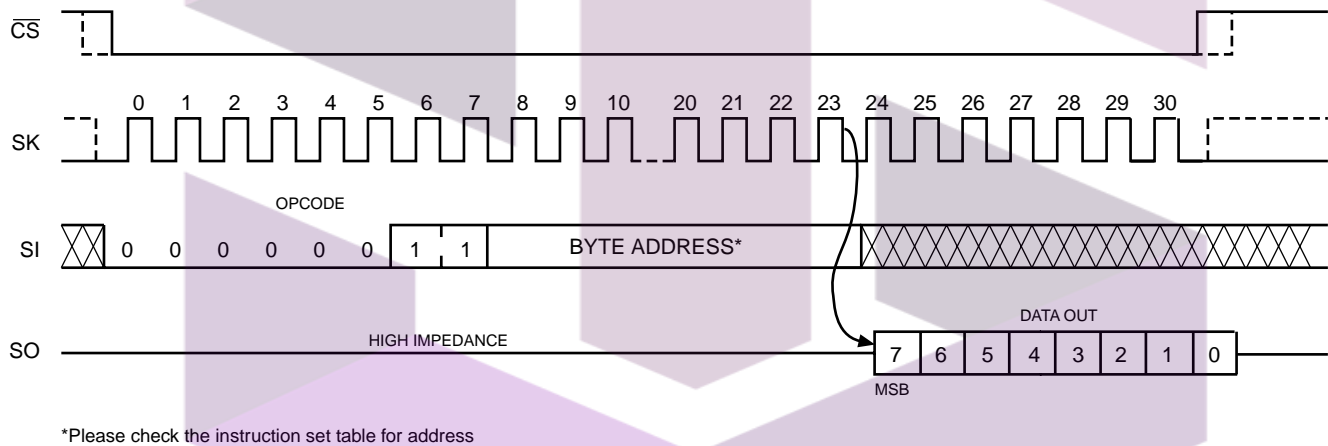 CS
0 1 2 3 4 5 6 7 8 9 10 20 21 22 23 24 25 26 27 28 29 30
SK
OPCODE
SI 0 0 0 0 0 0 1 1 BYTE ADDRESS*
DATA OUT
HIGH IMPEDANCE
SO 7 6 5 4 3 2 1 0
MSB
*Please check the instruction set table for address